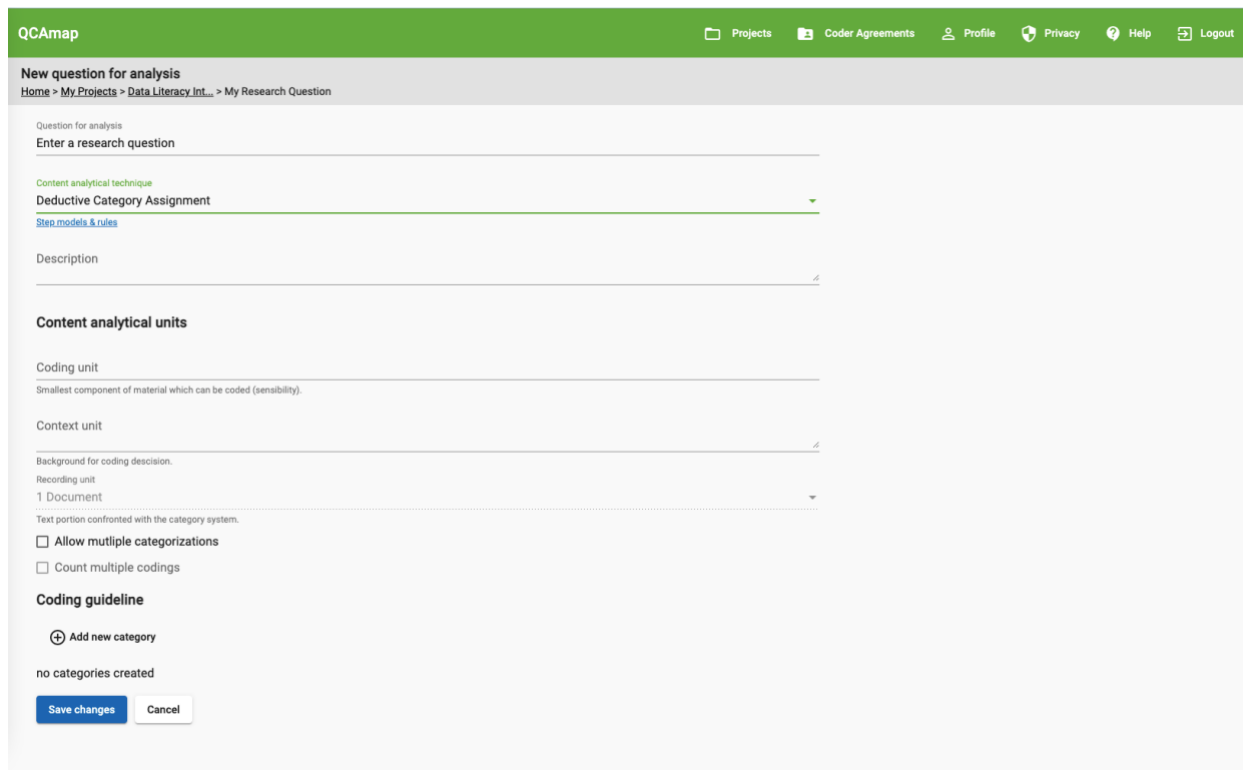 QCAmap
Projects
Coder Agreements
Profile
Privacy
Help
Logout
New question for analysis
Home > My Projects > Data Literacy Int... > My Research Question
Question for analysis
Enter a research question
Content analytical technique
Deductive Category Assignment
Step models & rules
Description
Content analytical units
Coding unit
Smallest component of material which can be coded (sensibility).
Context unit
Background for coding descision.
Recording unit
1 Document
Text portion confronted with the category system.
Allow mutliple categorizations
Count multiple codings
Coding guideline
Add new category
no categories created
Save changes
Cancel